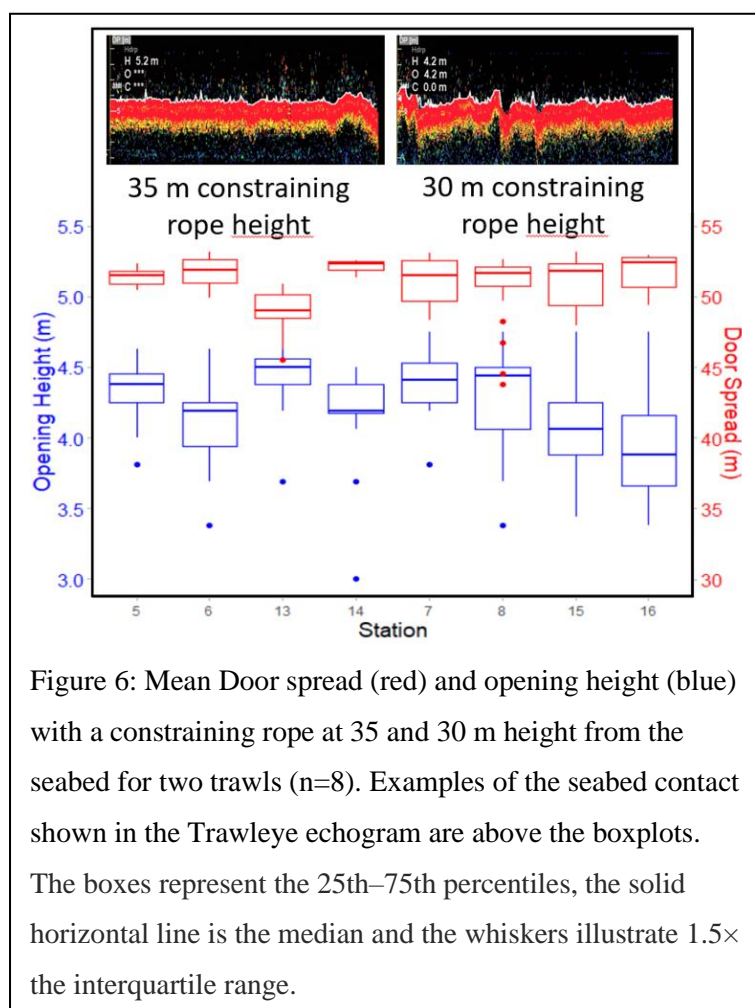 DPT [m]
Hdrp
H 5.2 m
O ***
C ***
Hdrp
H 4.2 m
O 4.2 m
C 0.0 m
35 m constraining
rope height
30 m constraining
rope height
5.5
5.0
4.5
4.0
3.5
3.0
Opening Height (m)
55
50
45
40
35
30
Door Spread
(m)
5 6 13 14 7 8 15 16
Station
Figure 6: Mean Door spread (red) and opening height (blue)
with a constraining rope at 35 and 30 m height from the
seabed for two trawls (n=8). Examples of the seabed contact
shown in the Trawleye echogram are above the boxplots.
The boxes represent the 25th–75th percentiles, the solid
horizontal line is the median and the whiskers illustrate 1.5×
the interquartile range.